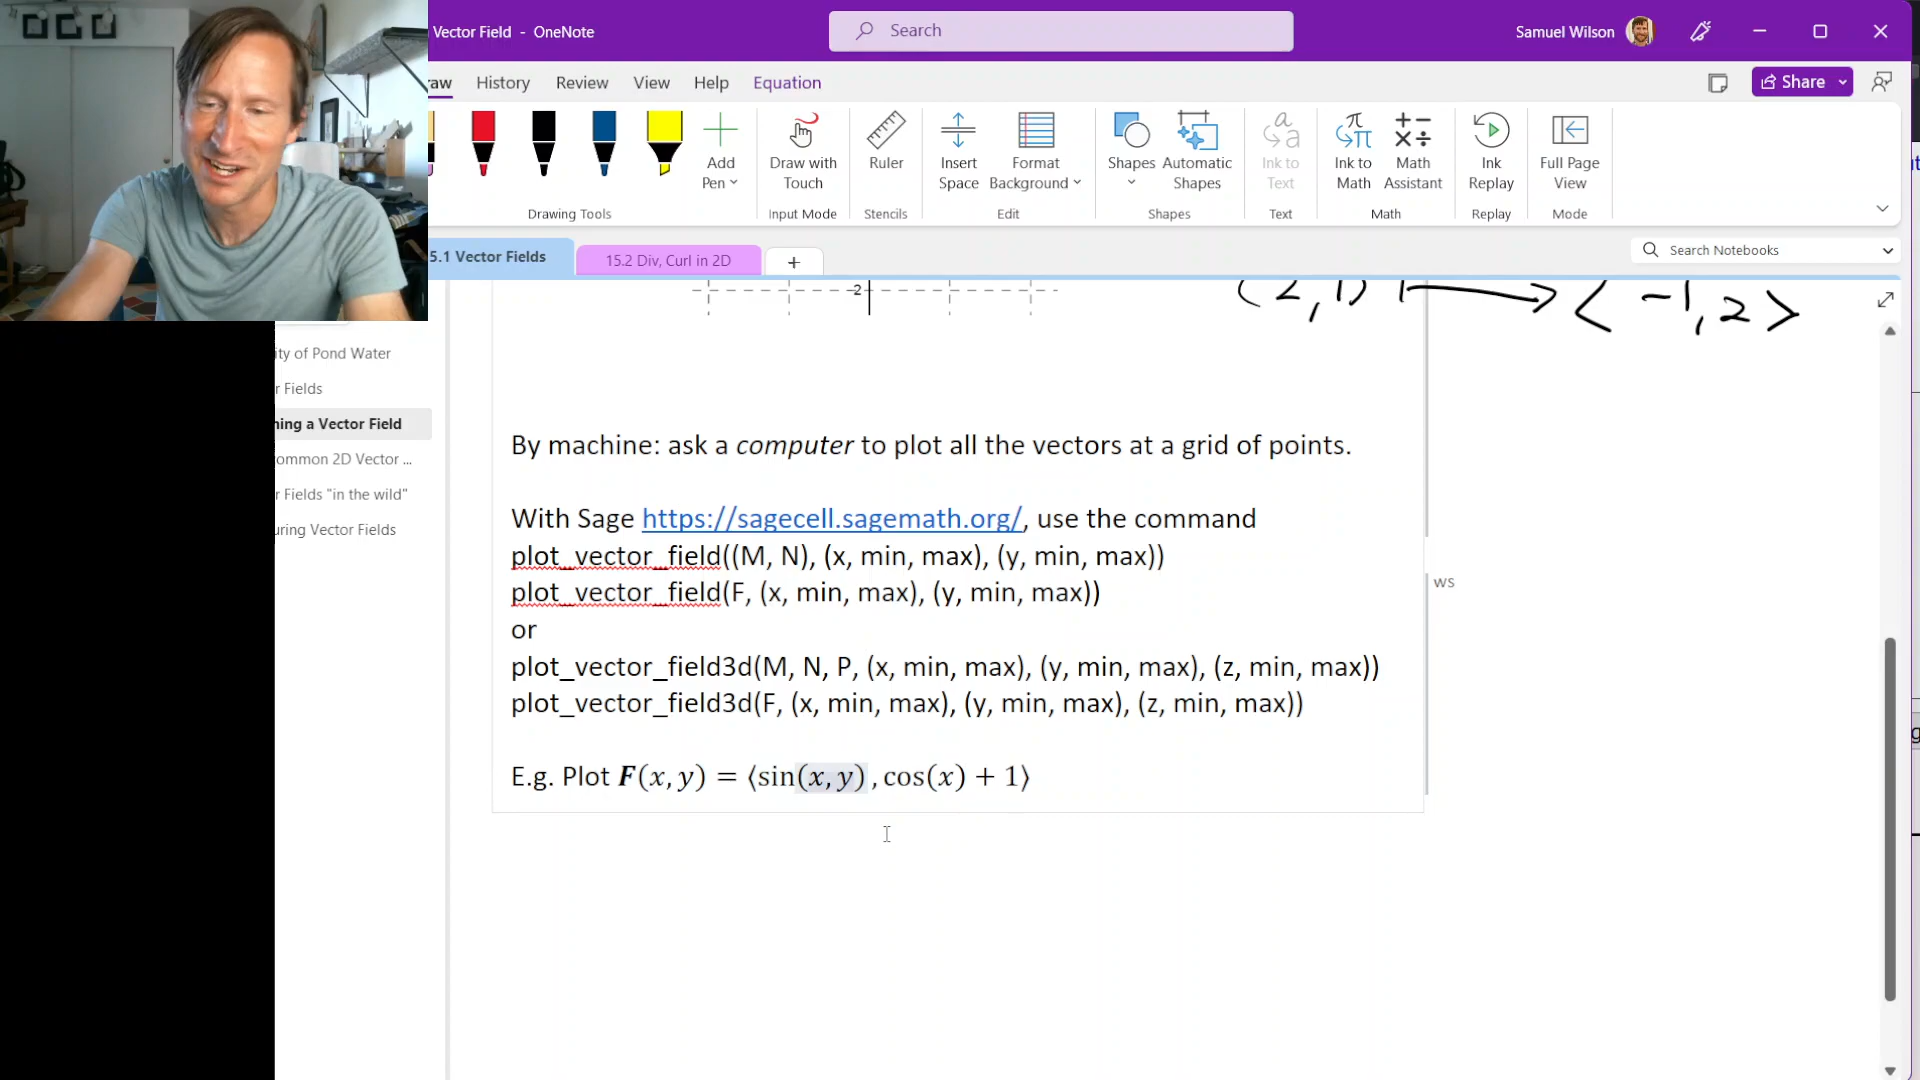 Vector Field - OneNote
Search
Samuel Wilson
raw History Review View Help Equation
Share
Add Pen
Draw with Touch
Ruler
Insert Space
Format Background
Shapes
Automatic Shapes
Ink to Text
Ink to Math
Math Assistant
Ink Replay
Full Page View
Drawing Tools
Input Mode
Stencils
Edit
Shapes
Text
Math
Replay
Mode
5.1 Vector Fields
15.2 Div, Curl in 2D
+
Search Notebooks
-2
(2,1) ⟼ < -1, 2 >
ity of Pond Water
r Fields
ning a Vector Field
ommon 2D Vector ...
r Fields "in the wild"
uring Vector Fields
By machine: ask a computer to plot all the vectors at a grid of points.
With Sage https://sagecell.sagemath.org/, use the command
plot_vector_field((M, N), (x, min, max), (y, min, max))
plot_vector_field(F, (x, min, max), (y, min, max))
ws
or
plot_vector_field3d(M, N, P, (x, min, max), (y, min, max), (z, min, max))
plot_vector_field3d(F, (x, min, max), (y, min, max), (z, min, max))
E.g. Plot F(x, y) = ⟨sin(x, y), cos(x) + 1⟩